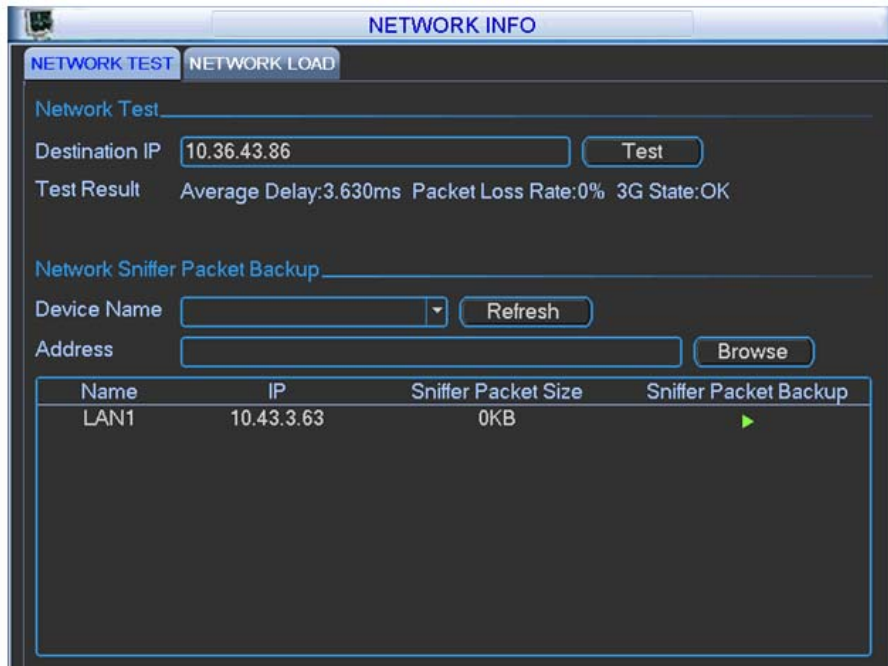 NETWORK INFO
NETWORK TEST NETWORK LOAD
Network Test
Destination IP 10.36.43.86 Test
Test Result Average Delay:3.630ms Packet Loss Rate:0% 3G State:OK
Network Sniffer Packet Backup
Device Name Refresh
Address Browse
Name IP Sniffer Packet Size Sniffer Packet Backup
LAN1 10.43.3.63 0KB